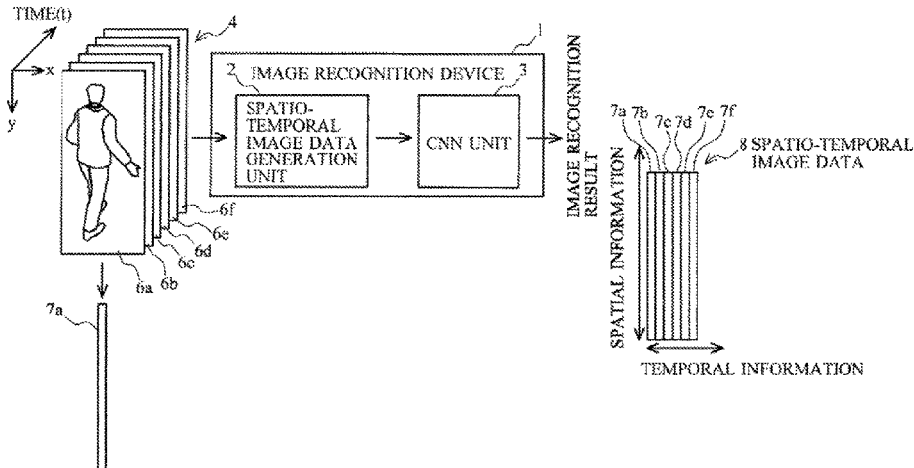 TIME(t)
x
y
4
6f
6e
6d
6c
6b
6a
7a
1
IMAGE RECOGNITION DEVICE
2
SPATIO-
TEMPORAL
IMAGE DATA
GENERATION
UNIT
3
CNN UNIT
IMAGE RECOGNITION
RESULT
7a
7b
7c
7d
7e
7f
8 SPATIO-TEMPORAL
IMAGE DATA
SPATIAL INFORMATION
TEMPORAL INFORMATION